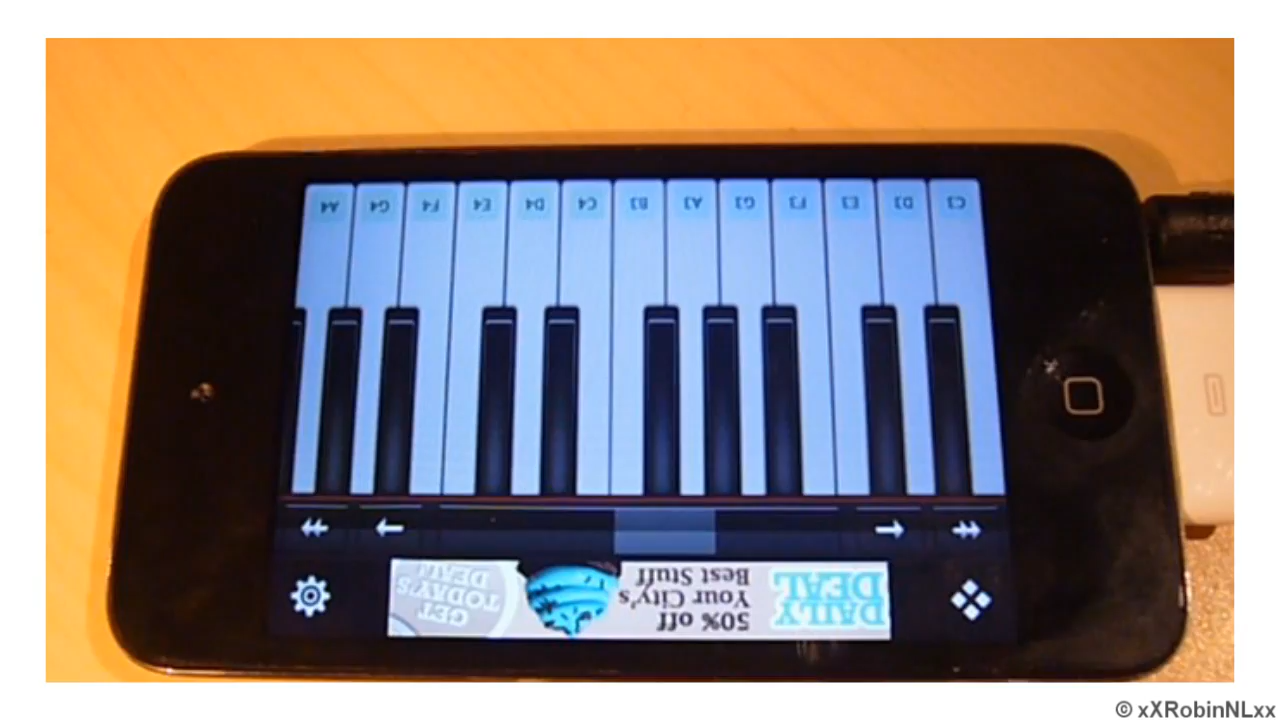 C3 D3 E3 F3 G3 A3 B3 C4 D4 E4 F4 G4 A4
DAILY
DEAL
50% off
Your City's
Best Stuff
GET
TODAY'S
DEAL!
© xXRobinNLxx